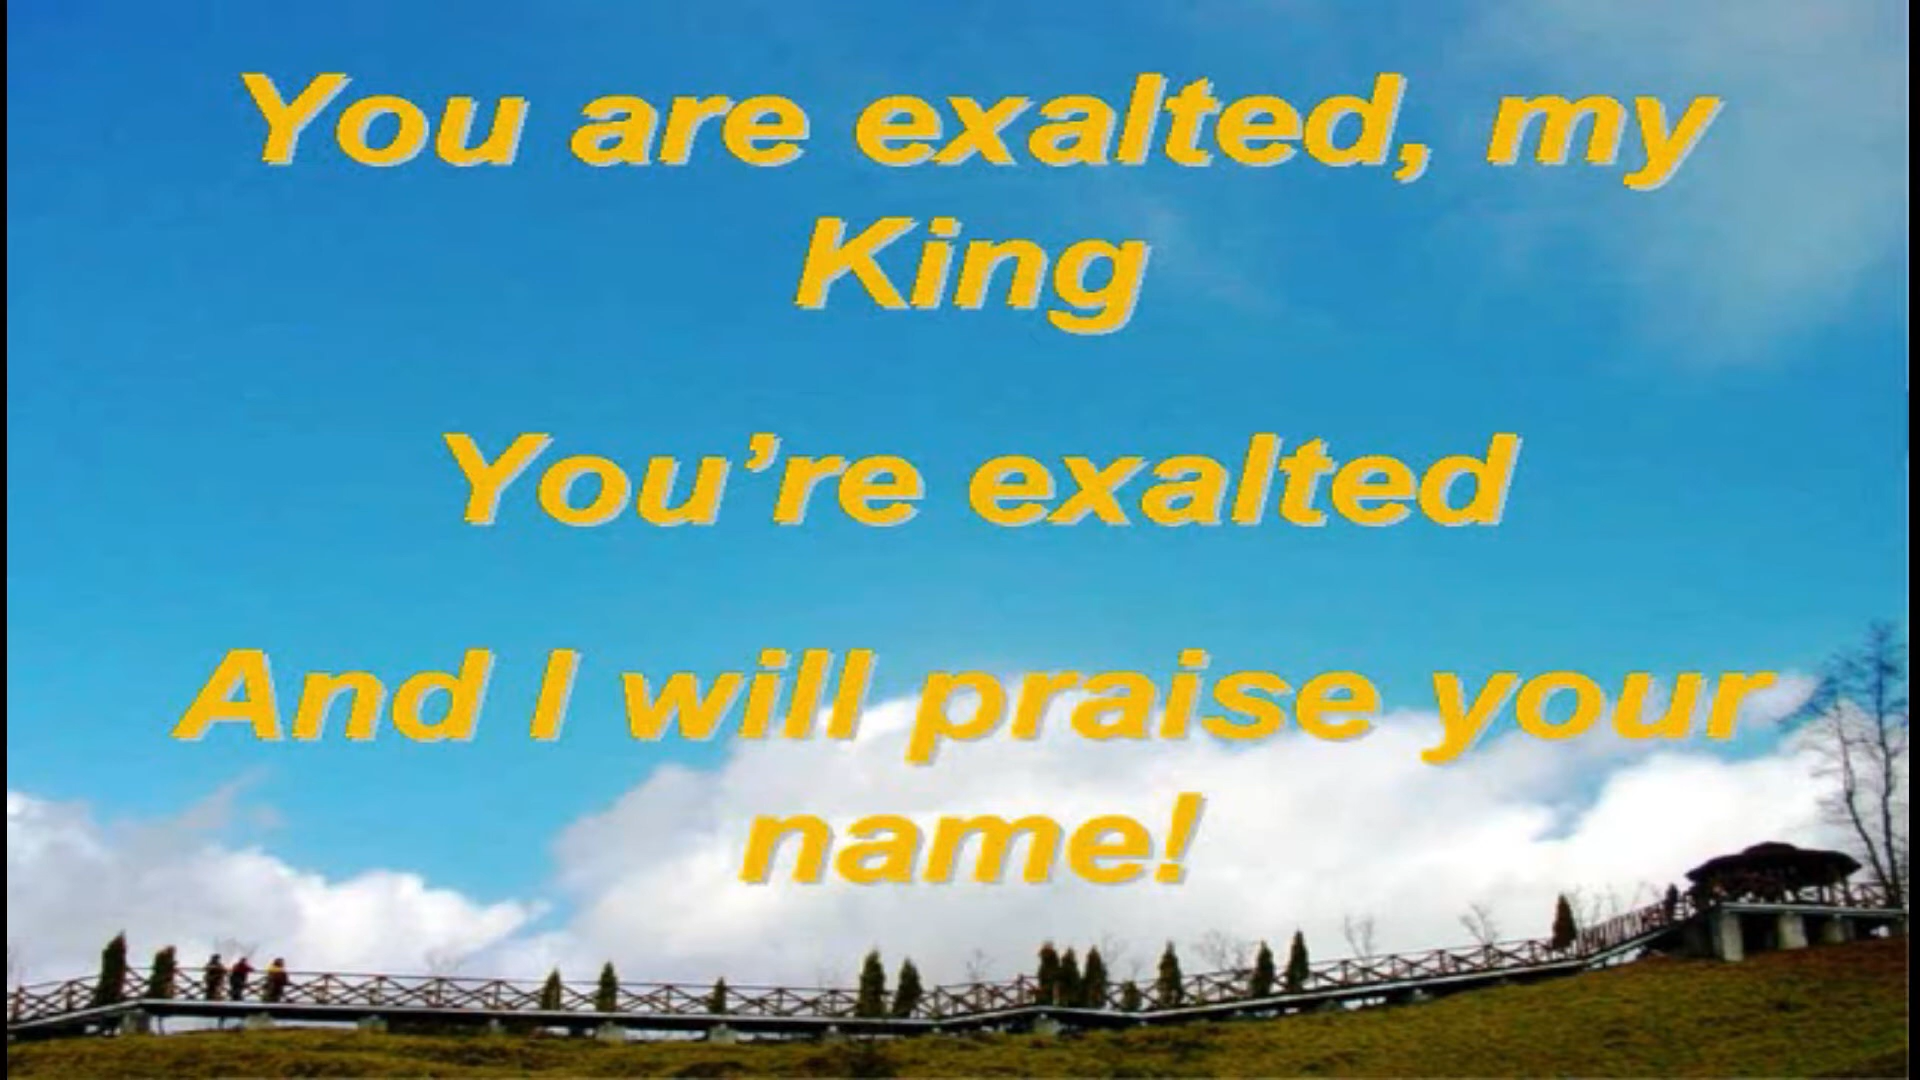 You are exalted, my
King
You’re exalted
And I will praise your
name!